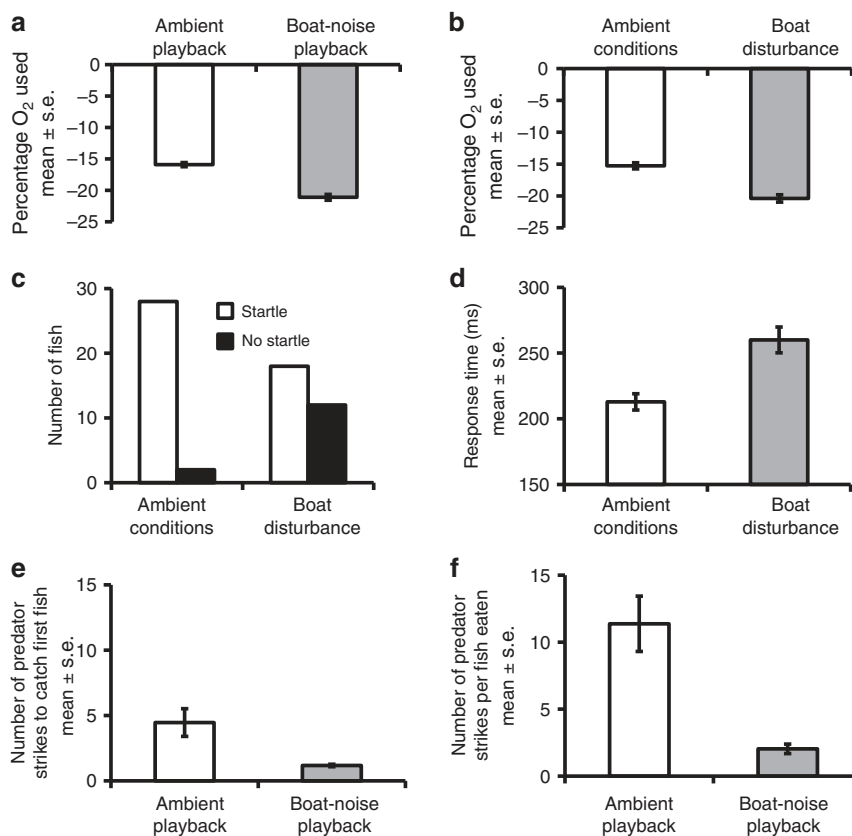 a
Ambient
playback
Boat-noise
playback
0
–5
–10
–15
–20
–25
Percentage O2 used
mean ± s.e.
b
Ambient
conditions
Boat
disturbance
0
–5
–10
–15
–20
–25
Percentage O2 used
mean ± s.e.
c
30
20
10
0
Number of fish
Startle
No startle
Ambient
conditions
Boat
disturbance
d
300
250
200
150
Response time (ms)
mean ± s.e.
Ambient
conditions
Boat
disturbance
e
15
10
5
0
Number of predator
strikes to catch first fish
mean ± s.e.
Ambient
playback
Boat-noise
playback
f
15
10
5
0
Number of predator
strikes per fish eaten
mean ± s.e.
Ambient
playback
Boat-noise
playback